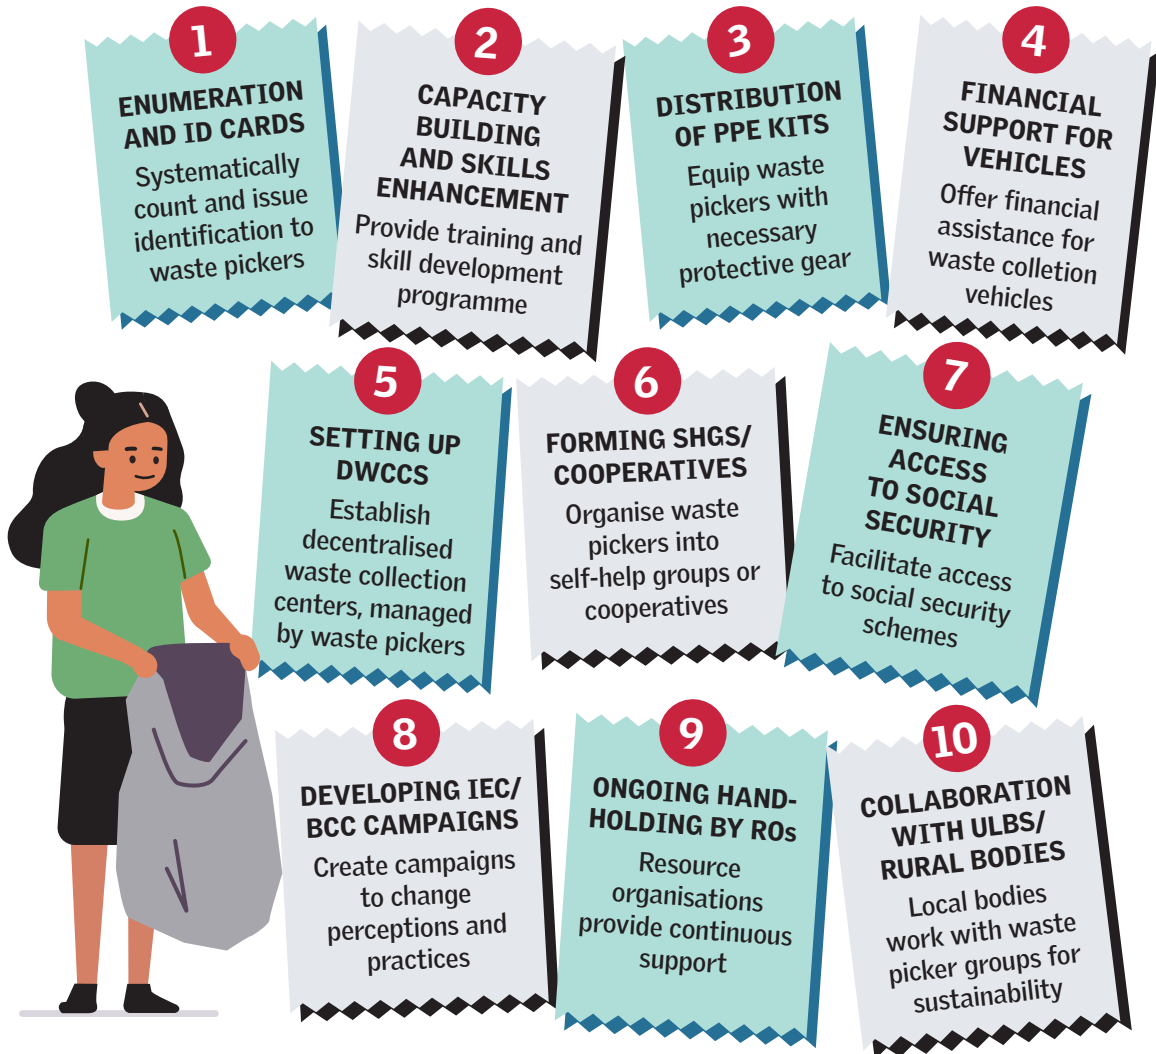 1
ENUMERATION
AND ID CARDS
Systematically
count and issue
identification to
waste pickers
2
CAPACITY
BUILDING
AND SKILLS
ENHANCEMENT
Provide training and
skill development
programme
3
DISTRIBUTION
OF PPE KITS
Equip waste
pickers with
necessary
protective gear
4
FINANCIAL
SUPPORT FOR
VEHICLES
Offer financial
assistance for
waste colletion
vehicles
5
SETTING UP
DWCCS
Establish
decentralised
waste collection
centers, managed
by waste pickers
6
FORMING SHGS/
COOPERATIVES
Organise waste
pickers into
self-help groups or
cooperatives
7
ENSURING
ACCESS
TO SOCIAL
SECURITY
Facilitate access
to social security
schemes
8
DEVELOPING IEC/
BCC CAMPAIGNS
Create campaigns
to change
perceptions and
practices
9
ONGOING HAND-
HOLDING BY ROs
Resource
organisations
provide continuous
support
10
COLLABORATION
WITH ULBS/
RURAL BODIES
Local bodies
work with waste
picker groups for
sustainability